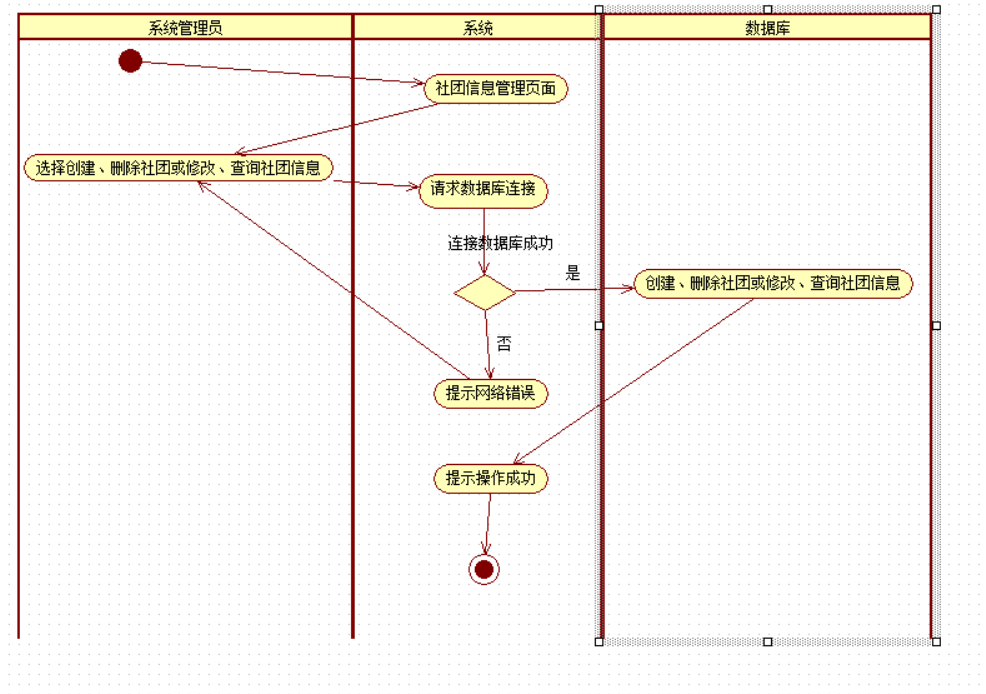 系统管理员
系统
数据库
社团信息管理页面
选择创建、删除社团或修改、查询社团信息
请求数据库连接
连接数据库成功
是
创建、删除社团或修改、查询社团信息
否
提示网络错误
提示操作成功